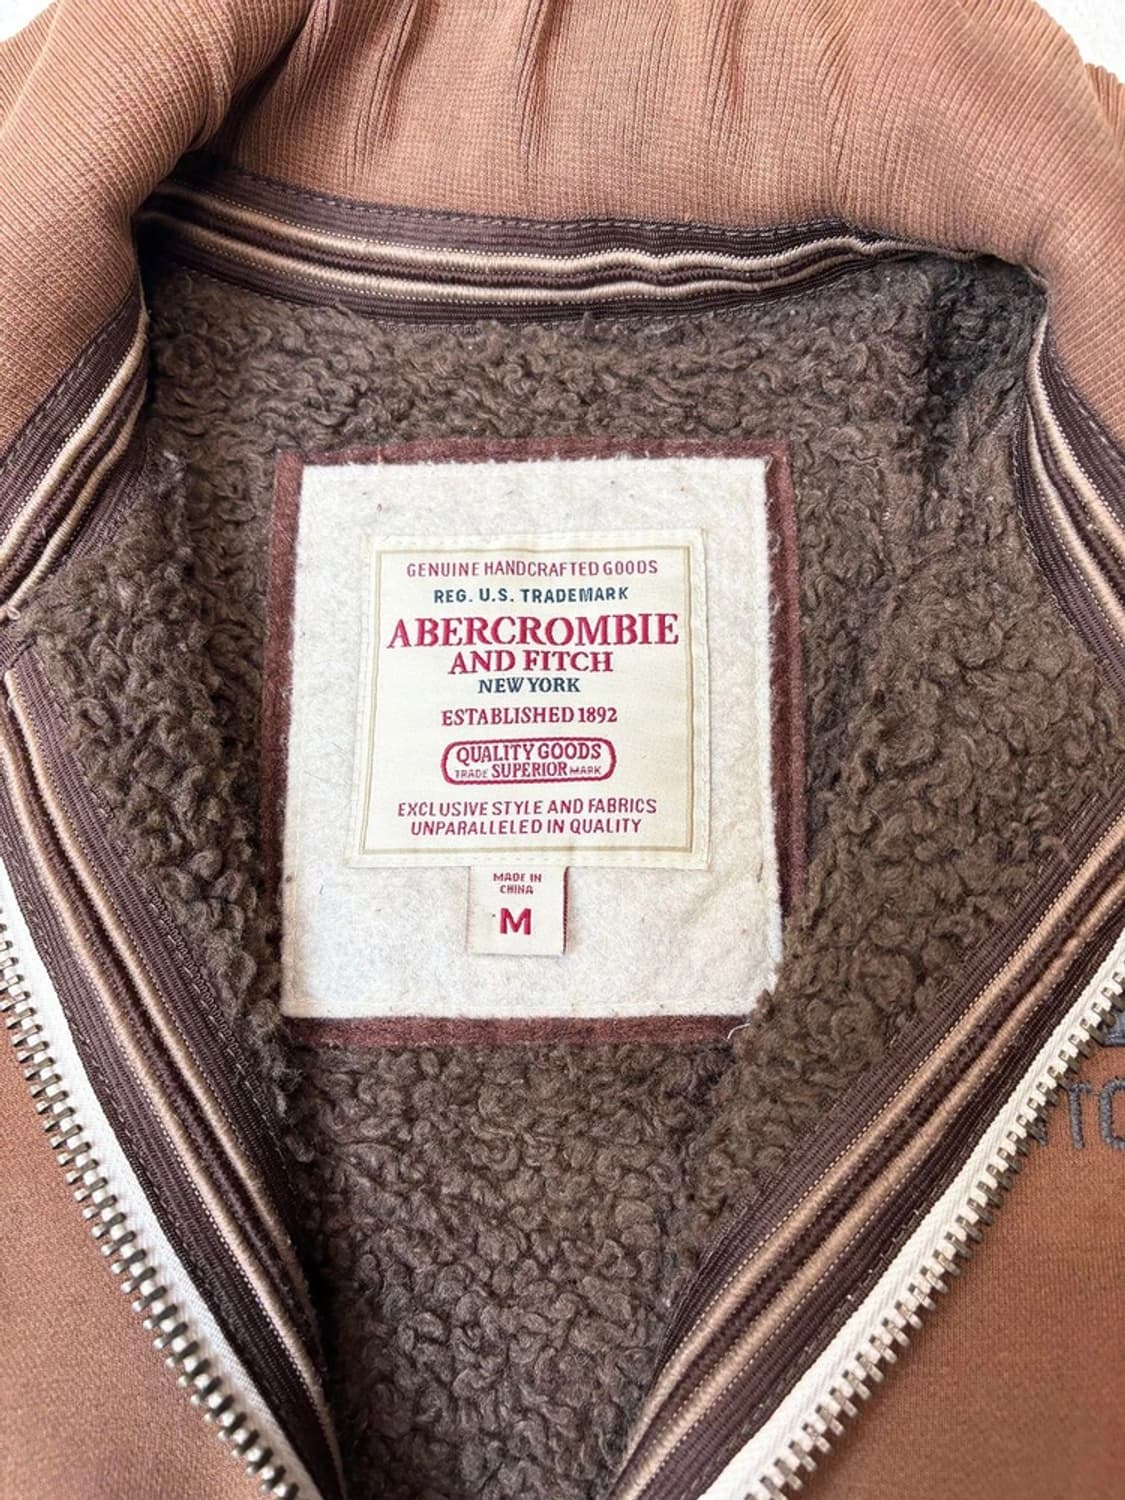 GENUINE HANDCRAFTED GOODS
REG. U.S. TRADEMARK
ABERCROMBIE
AND FITCH
NEW YORK
ESTABLISHED 1892
QUALITY GOODS
TRADE SUPERIOR MARK
EXCLUSIVE STYLE AND FABRICS
UNPARALLELED IN QUALITY
MADE IN
CHINA
M